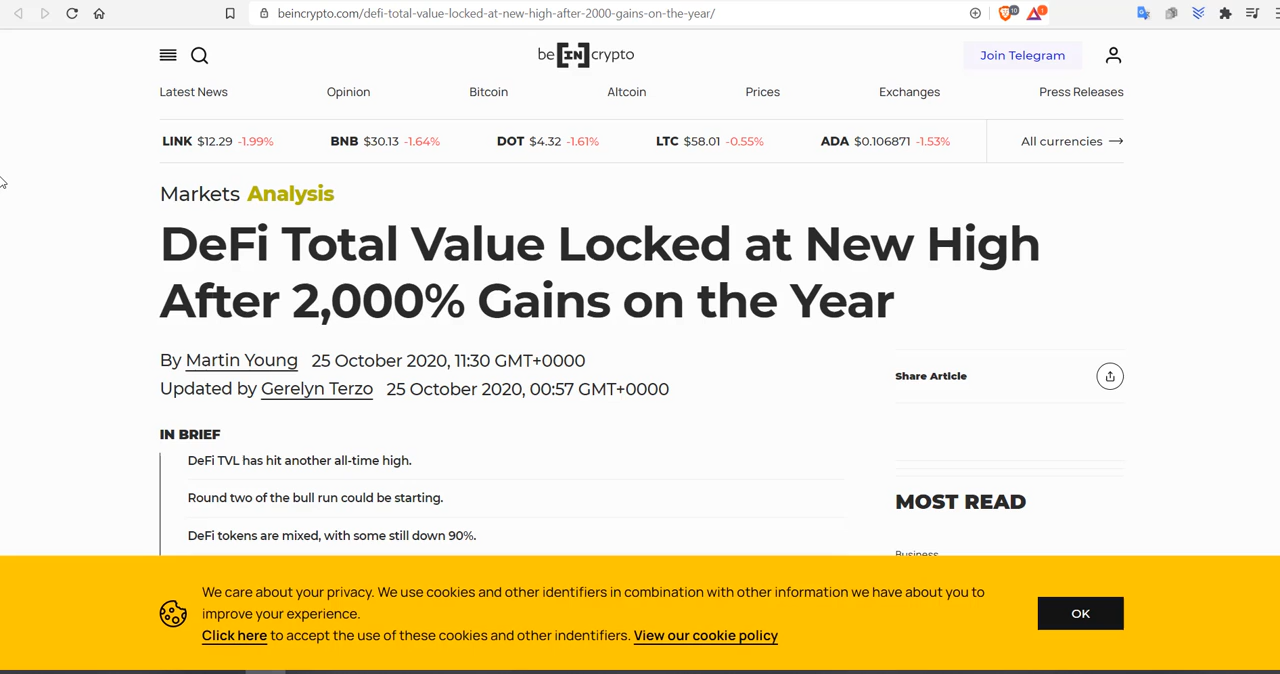 beincrypto.com/defi-total-value-locked-at-new-high-after-2000-gains-on-the-year/
10
1
be[IN]crypto
Join Telegram
Latest News Opinion Bitcoin Altcoin Prices Exchanges Press Releases
LINK $12.29 -1.99% BNB $30.13 -1.64% DOT $4.32 -1.61% LTC $58.01 -0.55% ADA $0.106871 -1.53% All currencies →
Markets Analysis
DeFi Total Value Locked at New High
After 2,000% Gains on the Year
By Martin Young 25 October 2020, 11:30 GMT+0000
Updated by Gerelyn Terzo 25 October 2020, 00:57 GMT+0000
Share Article
IN BRIEF
DeFi TVL has hit another all-time high.
Round two of the bull run could be starting.
DeFi tokens are mixed, with some still down 90%.
MOST READ
Business
We care about your privacy. We use cookies and other identifiers in combination with other information we have about you to
improve your experience.
Click here to accept the use of these cookies and other indentifiers. View our cookie policy
OK